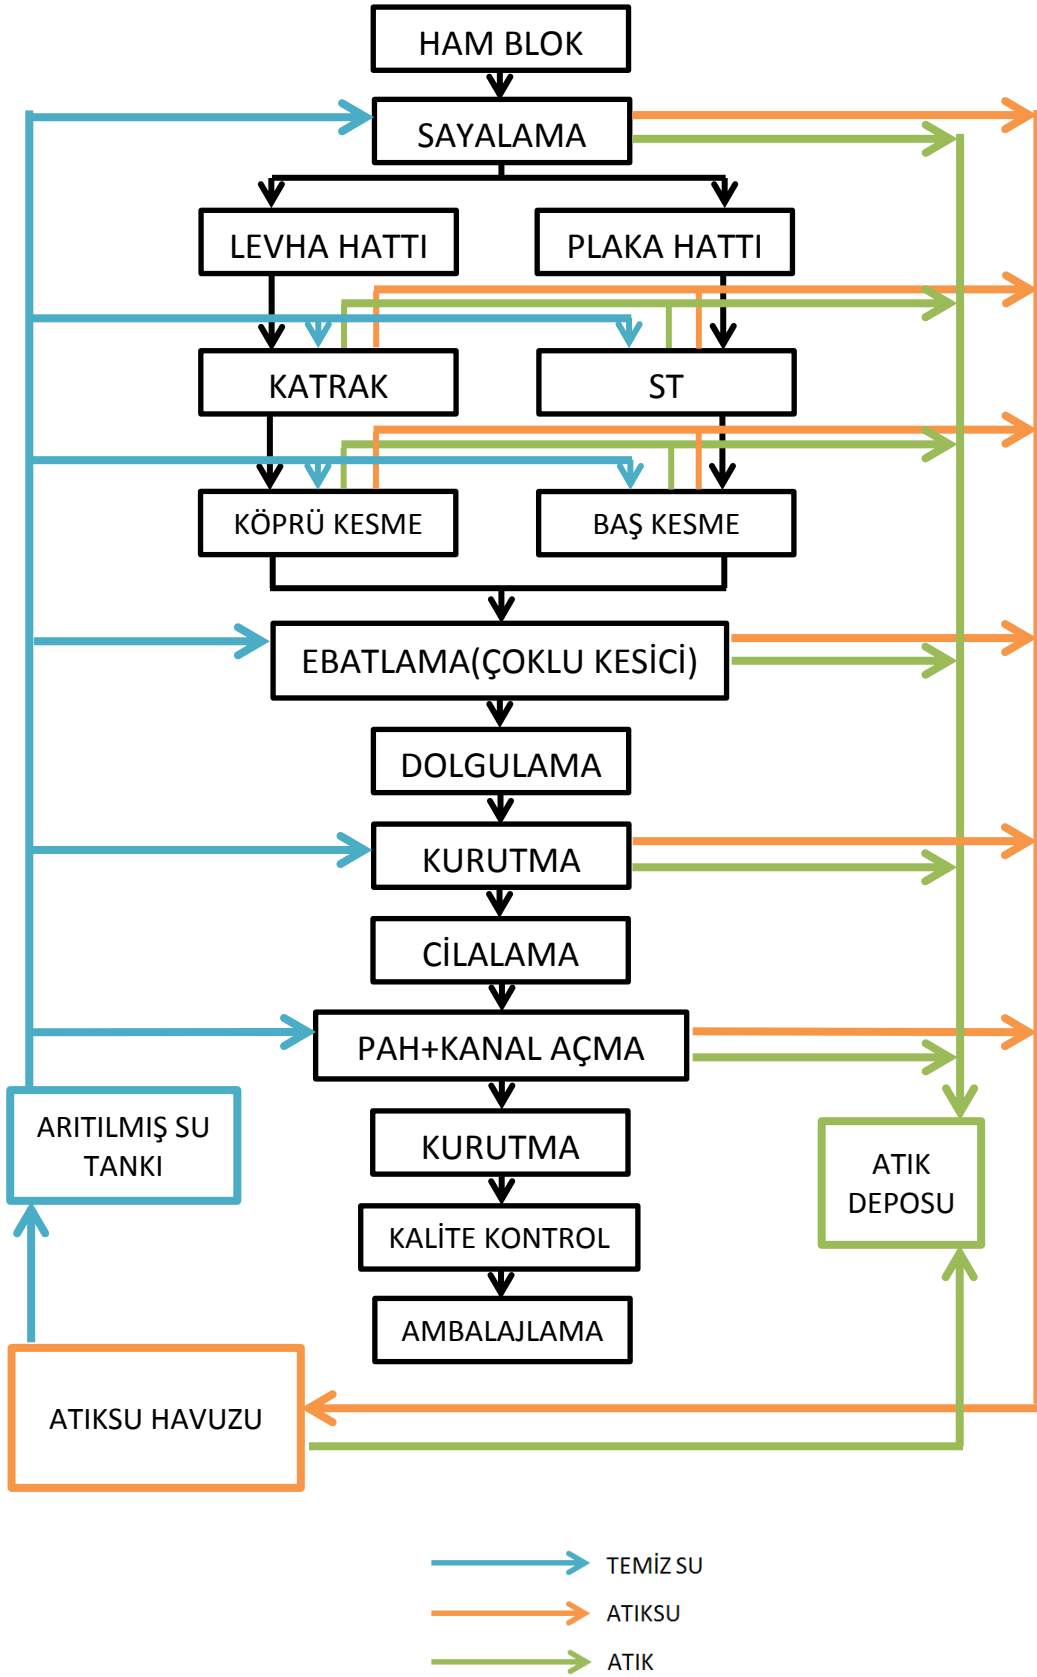 HAM BLOK
SAYALAMA
LEVHA HATTI
PLAKA HATTI
KATRAK
ST
KÖPRÜ KESME
BAŞ KESME
EBATLAMA(ÇOKLU KESİCİ)
DOLGULAMA
KURUTMA
CİLALAMA
PAH+KANAL AÇMA
ARITILMIŞ SU
TANKI
KURUTMA
ATIK
DEPOSU
KALİTE KONTROL
AMBALAJLAMA
ATIKSU HAVUZU
TEMİZ SU
ATIKSU
ATIK